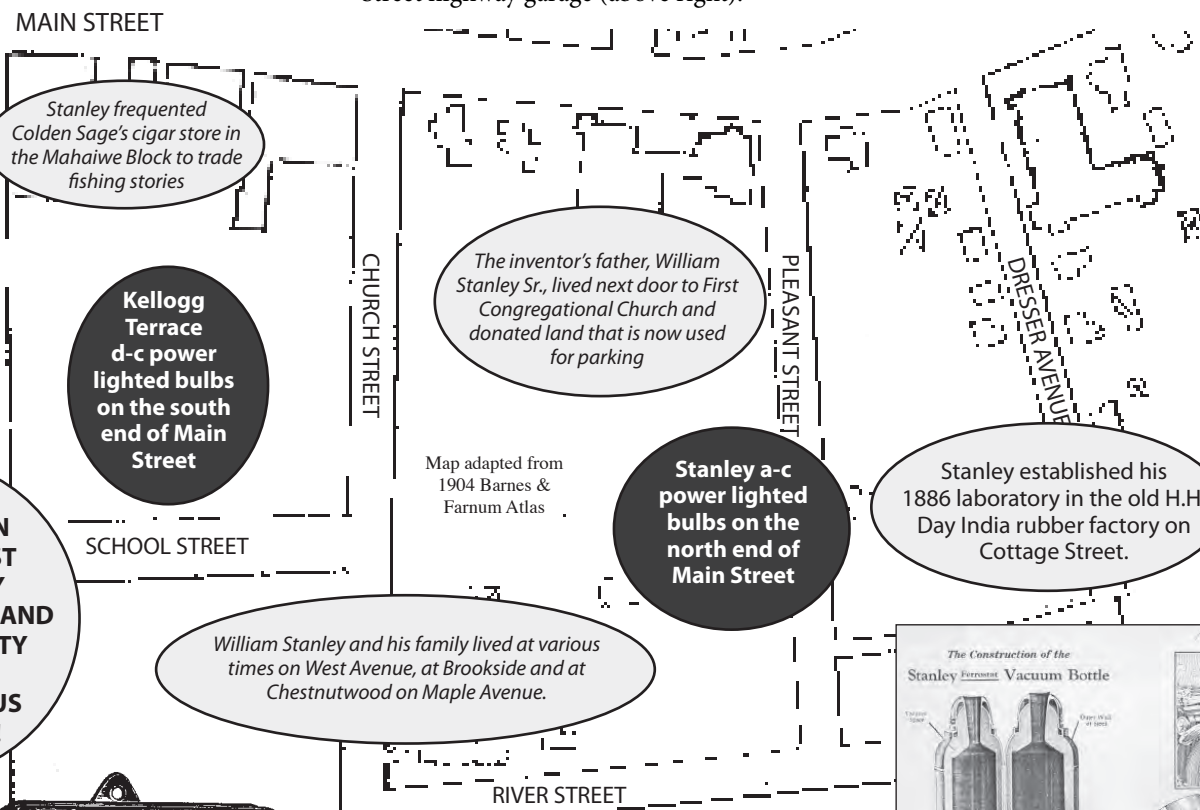 Street highway garage (above right).
MAIN STREET
Stanley frequented
Colden Sage’s cigar store in
the Mahaiwe Block to trade
fishing stories
Kellogg
Terrace
d-c power
lighted bulbs
on the south
end of Main
Street
CHURCH STREET
The inventor’s father, William
Stanley Sr., lived next door to First
Congregational Church and
donated land that is now used
for parking
PLEASANT STREET
DRESSER AVENUE
Map adapted from
1904 Barnes &
Farnum Atlas
Stanley a-c
power lighted
bulbs on the
north end of
Main Street
Stanley established his
1886 laboratory in the old H.H
Day India rubber factory on
Cottage Street.
N
ST
Y
AND
TY
US
SCHOOL STREET
William Stanley and his family lived at various
times on West Avenue, at Brookside and at
Chestnutwood on Maple Avenue.
The Construction of the
Stanley Ferrostat Vacuum Bottle
RIVER STREET